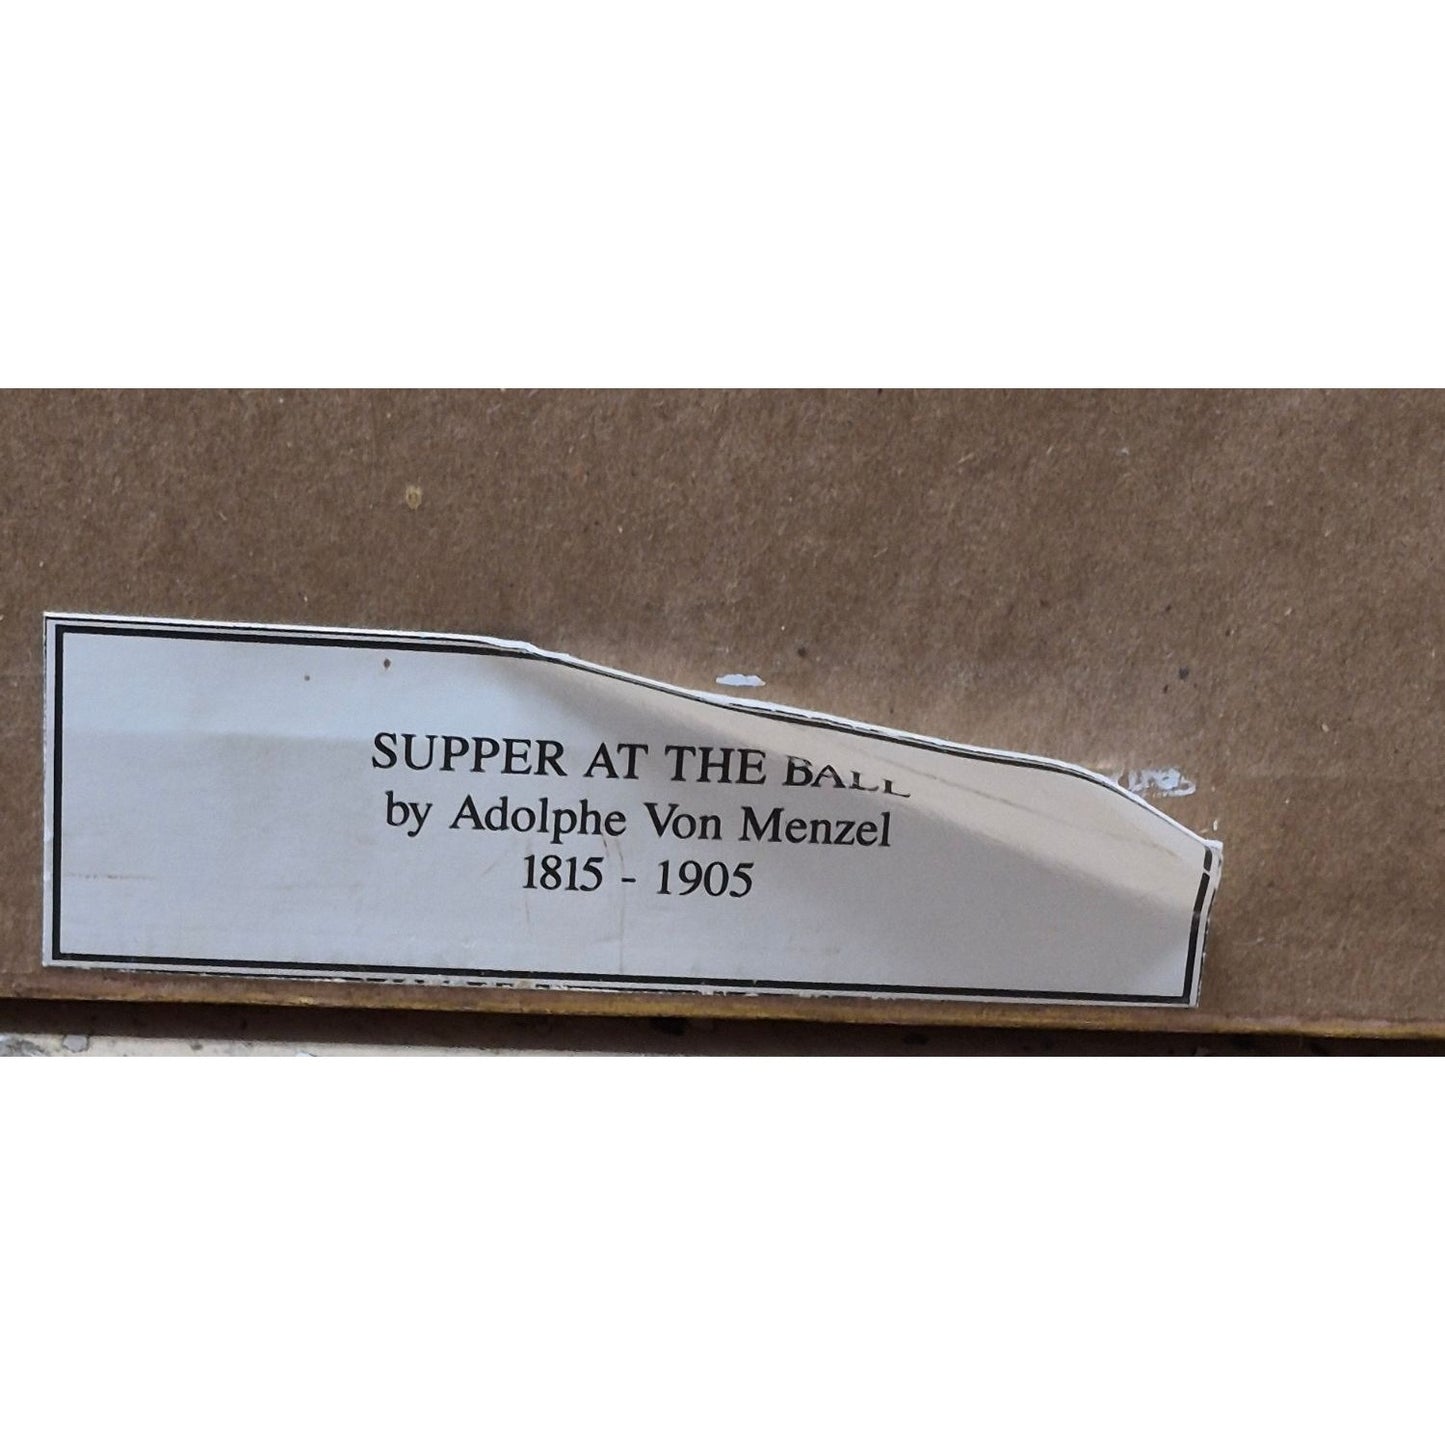 SUPPER AT THE BALL
by Adolphe Von Menzel
1815 - 1905